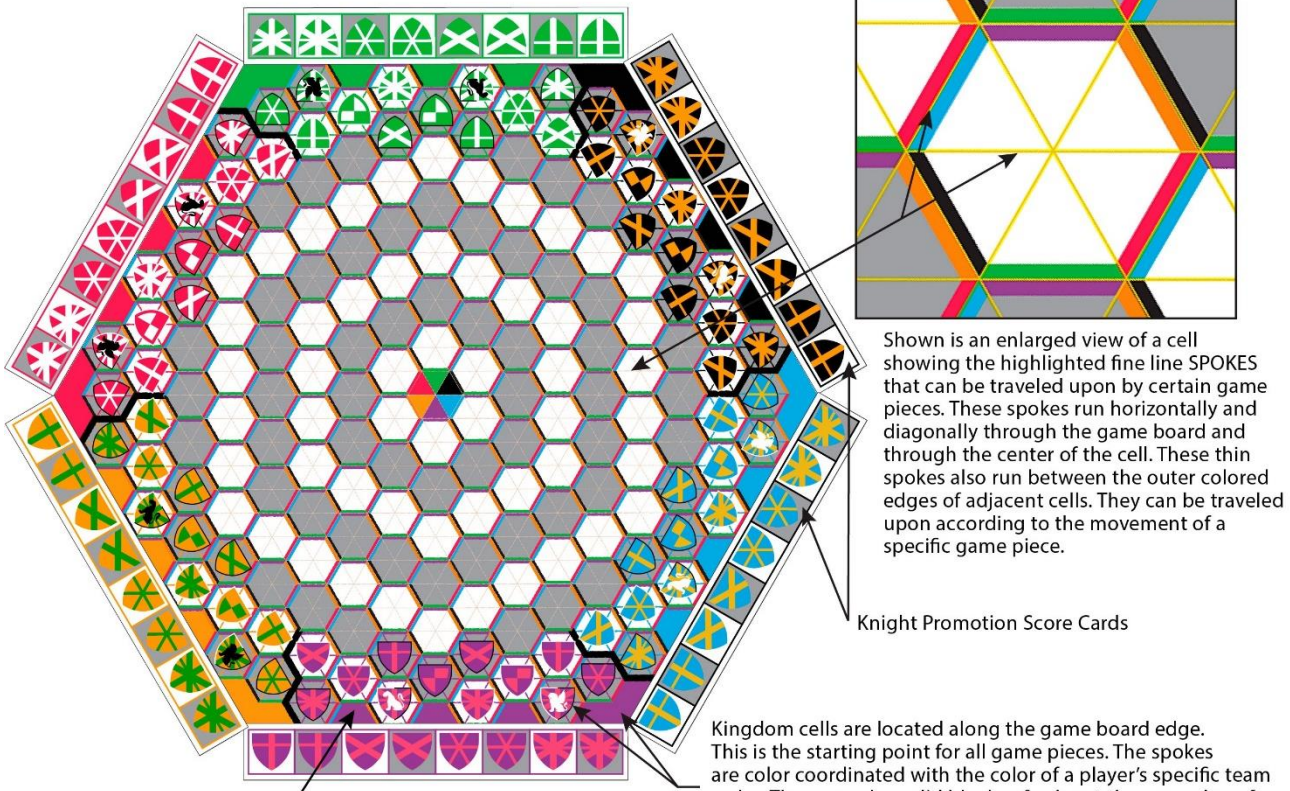 Shown is an enlarged view of a cell
showing the highlighted fine line SPOKES
that can be traveled upon by certain game
pieces. These spokes run horizontally and
diagonally through the game board and
through the center of the cell. These thin
spokes also run between the outer colored
edges of adjacent cells. They can be traveled
upon according to the movement of a
specific game piece.
Knight Promotion Score Cards
Kingdom cells are located along the game board edge.
This is the starting point for all game pieces. The spokes
are color coordinated with the color of a player's specific team